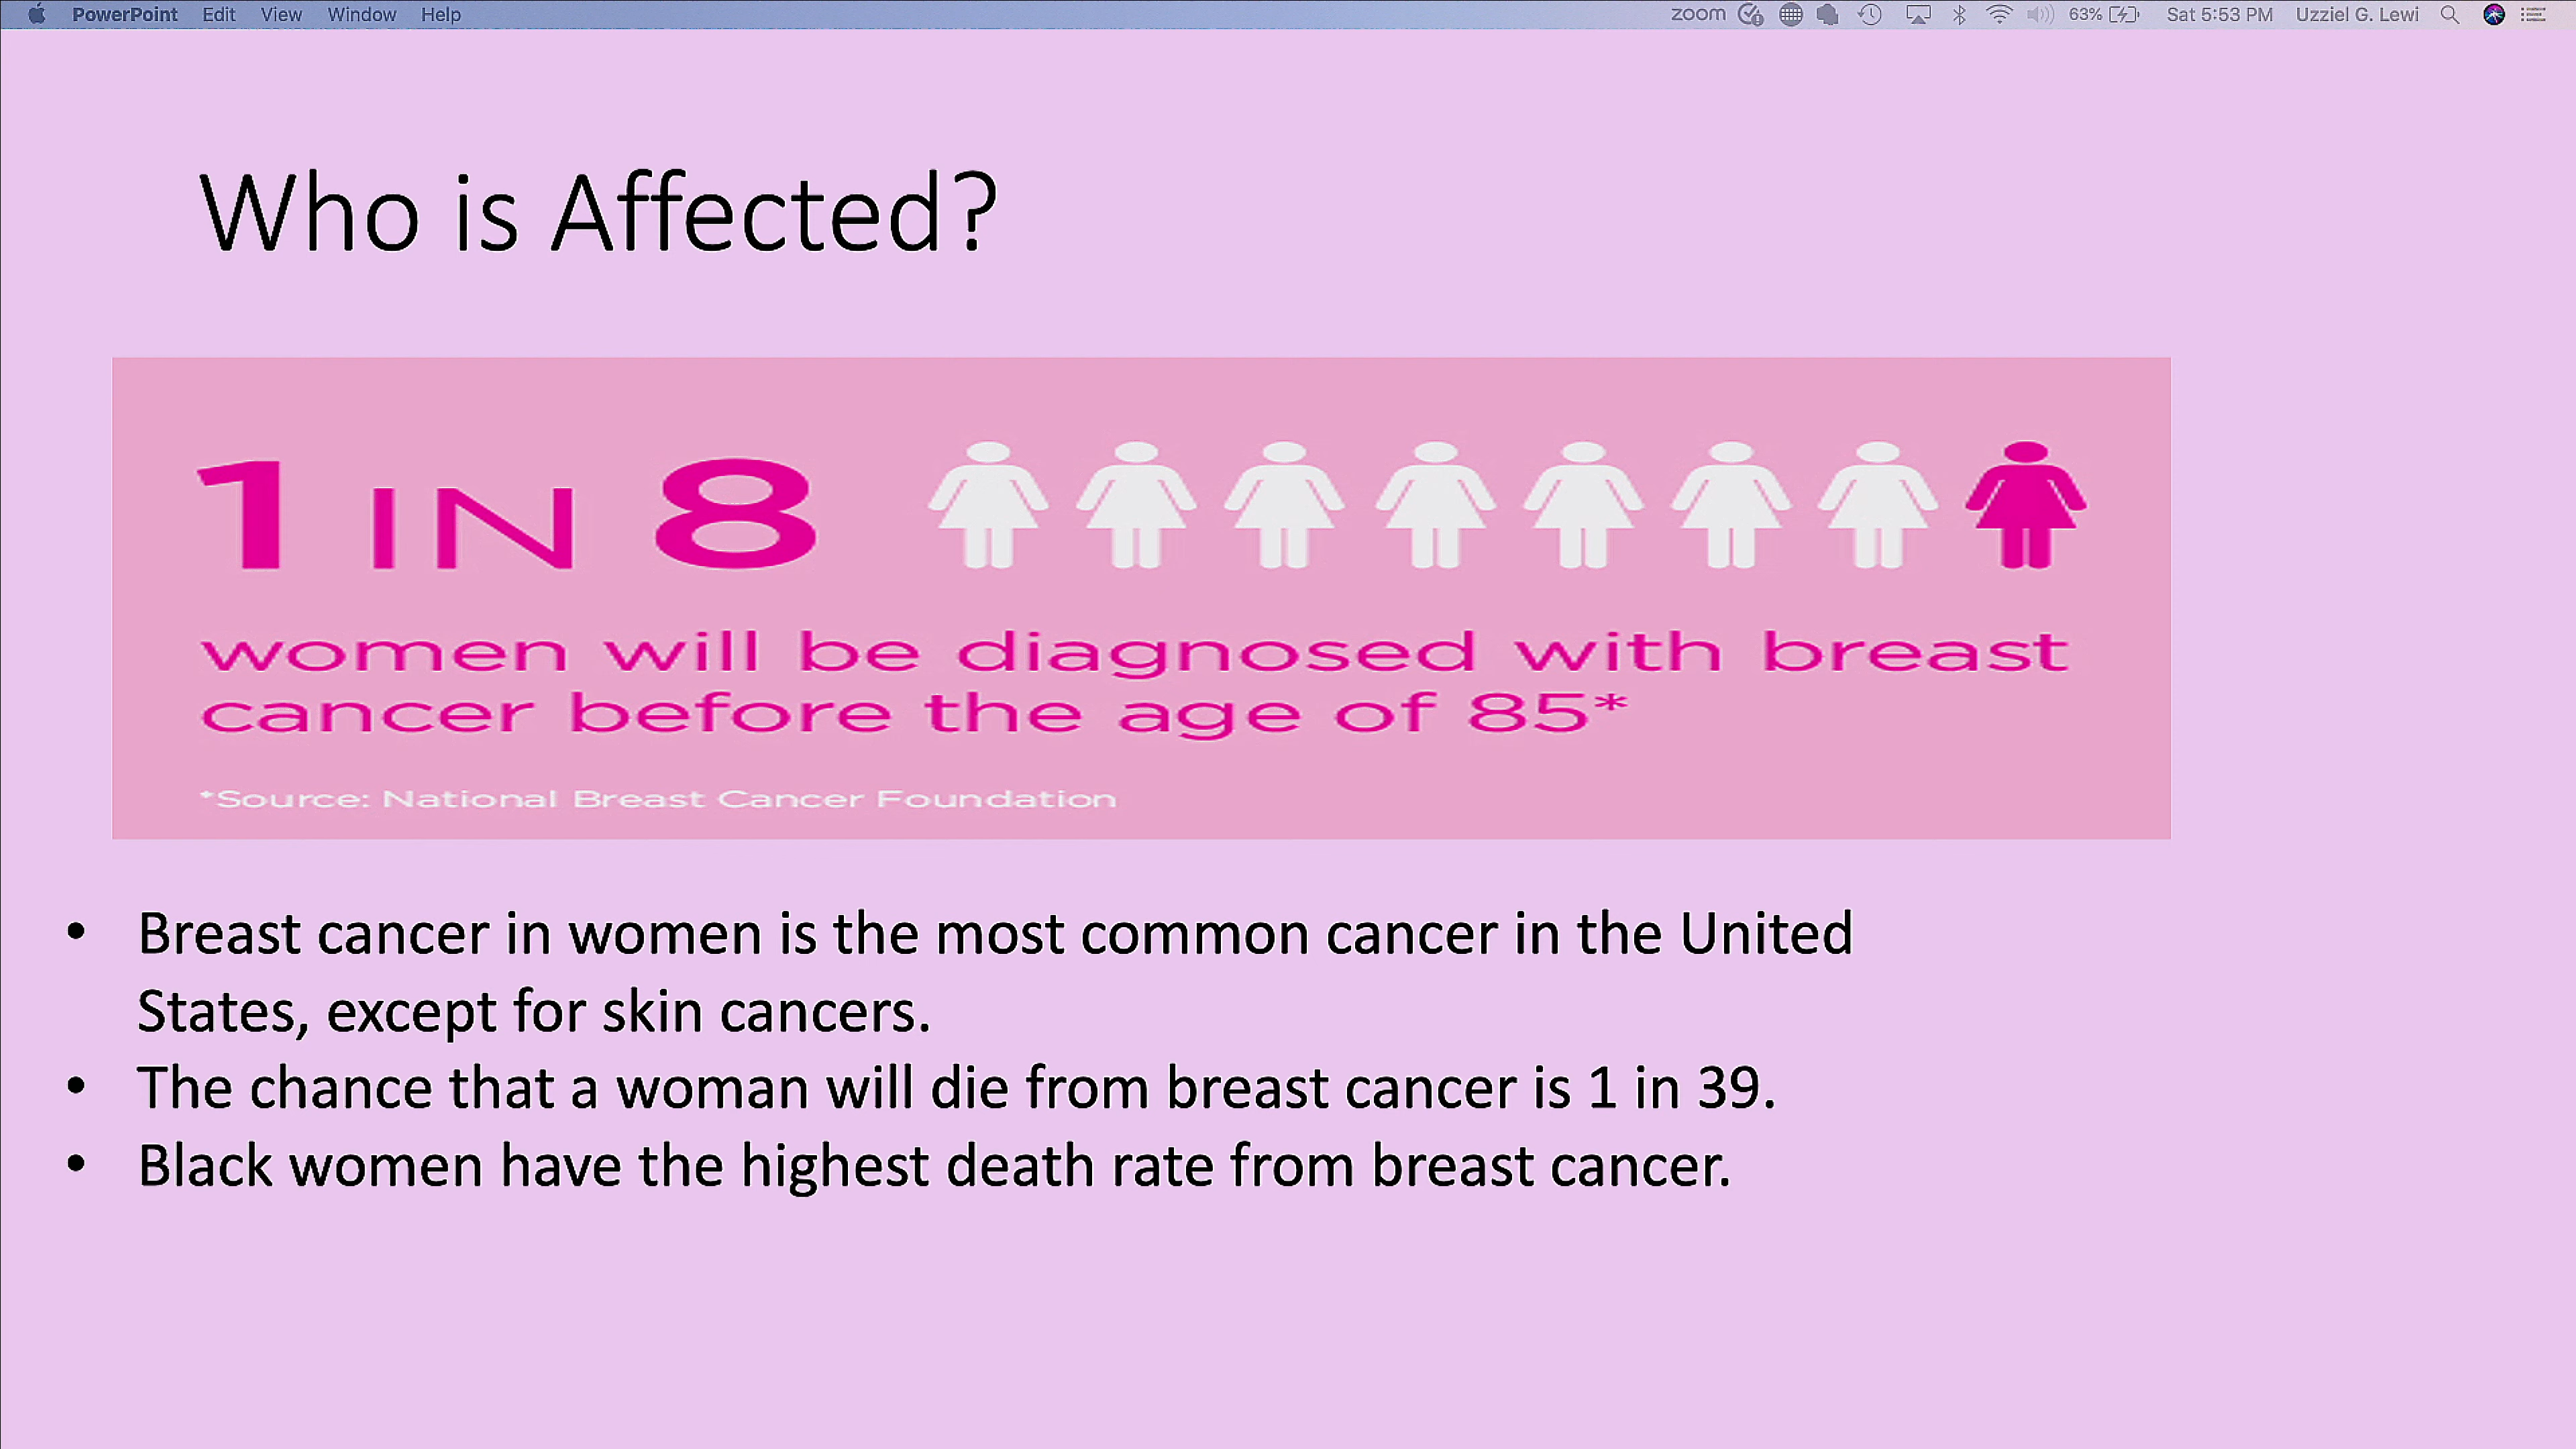 PowerPoint Edit View Window Help zoom 63% Sat 5:53 PM Uzziel G. Lewi
Who is Affected?
1 IN 8
women will be diagnosed with breast
cancer before the age of 85*
*Source: National Breast Cancer Foundation
• Breast cancer in women is the most common cancer in the United
States, except for skin cancers.
• The chance that a woman will die from breast cancer is 1 in 39.
• Black women have the highest death rate from breast cancer.